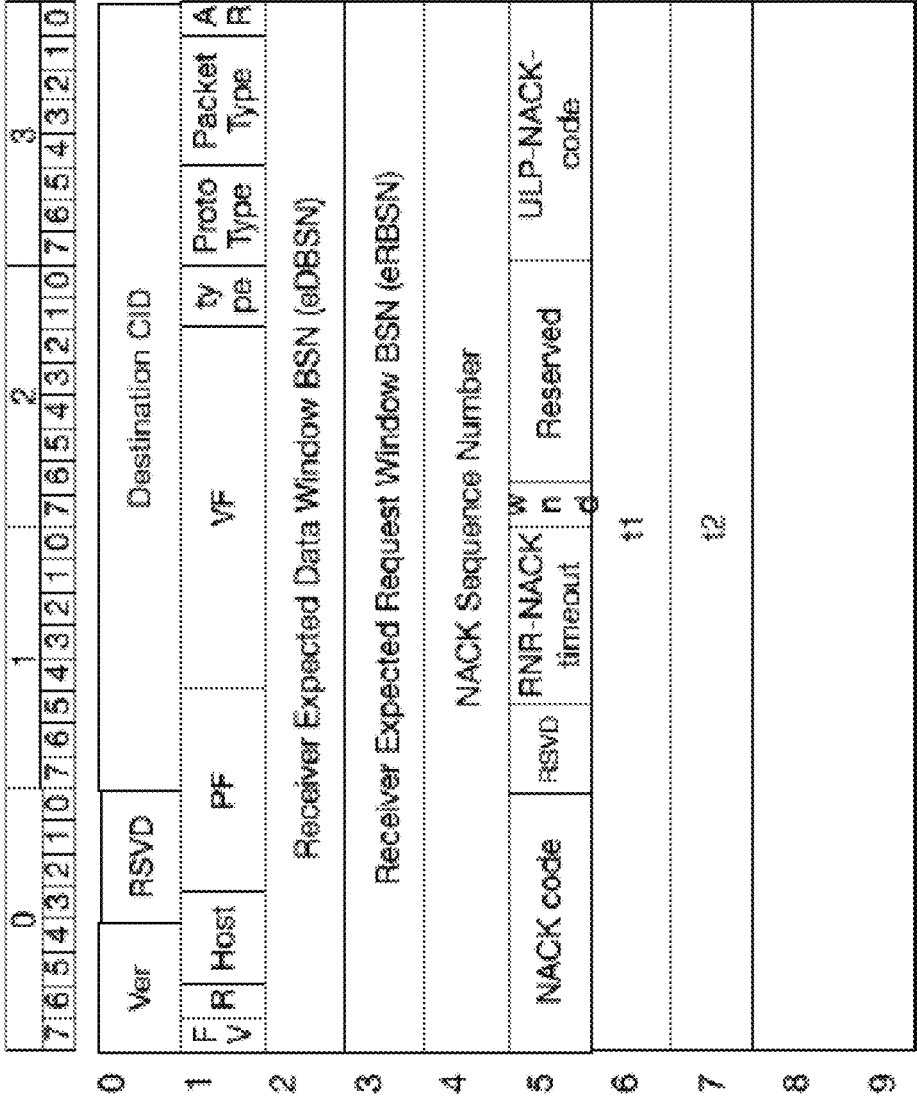 0 1 2 3
7 6 5 4 3 2 1 0 7 6 5 4 3 2 1 0 7 6 5 4 3 2 1 0 7 6 5 4 3 2 1 0
0 Ver RSVD Destination CID
1 F V R Host PF VF ty pe Proto Type Packet Type A R
2 Receiver Expected Data Window BSN (eDBSN)
3 Receiver Expected Request Window BSN (eRBSN)
4 NACK Sequence Number
5 NACK code RSVD RNR-NACK timeout W n d Reserved ULP-NACK-code
6 t1
7 t2
8
9